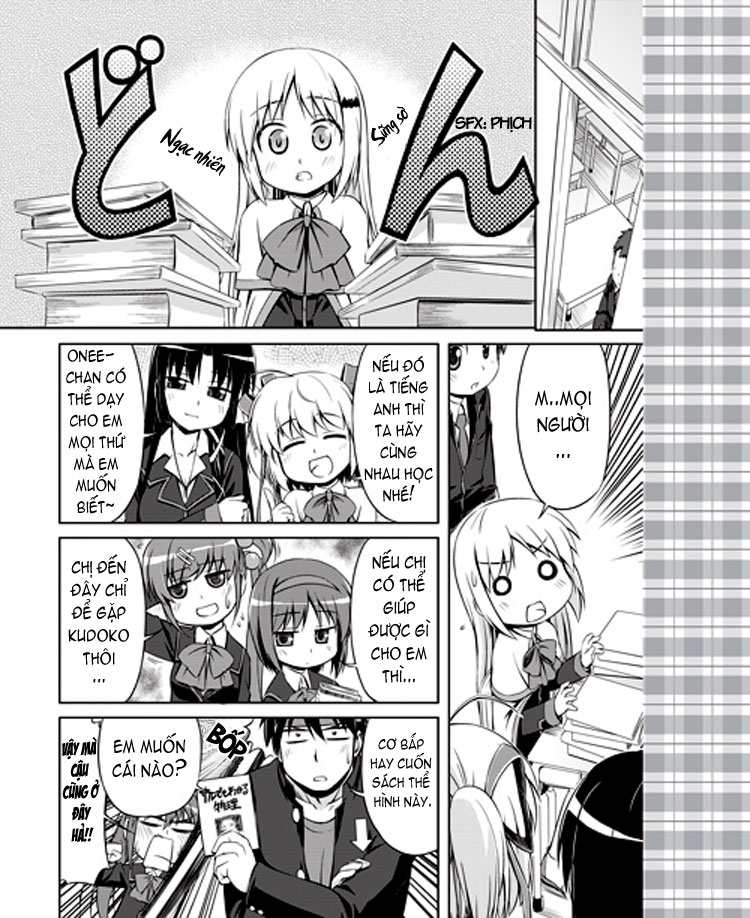 どん
SFX: PHỊCH
Sững sờ
Ngạc nhiên
M..MỌI
NGƯỜI
...
NẾU ĐÓ
LÀ TIẾNG
ANH THÌ
TA HÃY
CÙNG
NHAU HỌC
NHÉ!
ONEE-
CHAN CÓ
THỂ DẠY
CHO EM
MỌI THỨ
MÀ EM
MUỐN
BIẾT~
NẾU CHỊ
CÓ THỂ
GIÚP
ĐƯỢC GÌ
CHO EM
THÌ...
CHỊ ĐẾN
ĐÂY CHỈ
ĐỂ GẶP
KUDOKO
THÔI
...
CƠ BẮP
HAY CUỐN
SÁCH THỂ
HÌNH NÀY.
BỐP
EM MUỐN
CÁI NÀO?
物理
VẬY MÀ
CẬU
CŨNG Ở
ĐÂY
HẢ!!